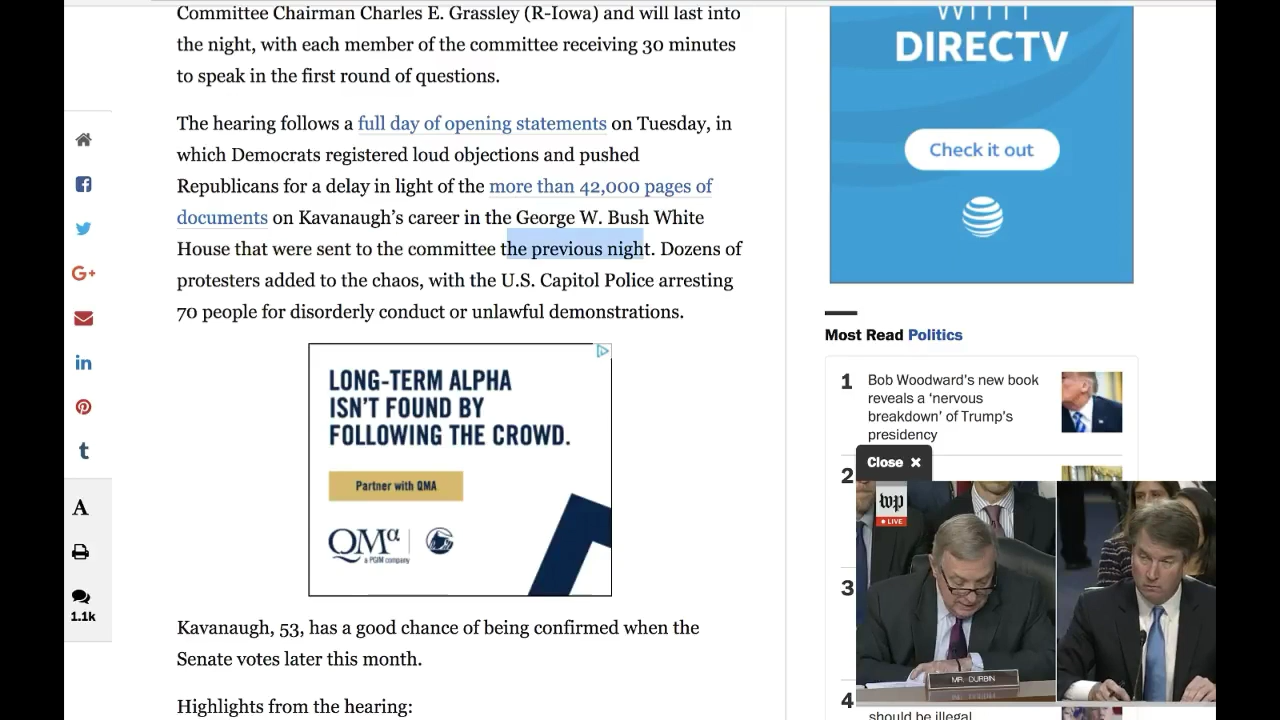 Committee Chairman Charles E. Grassley (R-Iowa) and will last into
the night, with each member of the committee receiving 30 minutes
to speak in the first round of questions.
The hearing follows a full day of opening statements on Tuesday, in
which Democrats registered loud objections and pushed
Republicans for a delay in light of the more than 42,000 pages of
documents on Kavanaugh's career in the George W. Bush White
House that were sent to the committee the previous night. Dozens of
protesters added to the chaos, with the U.S. Capitol Police arresting
70 people for disorderly conduct or unlawful demonstrations.
LONG-TERM ALPHA
ISN'T FOUND BY
FOLLOWING THE CROWD.
Partner with QMA
QMα
a PGIM company
Kavanaugh, 53, has a good chance of being confirmed when the
Senate votes later this month.
Highlights from the hearing:
G+
in
t
A
1.1k
WITH
DIRECTV
Check it out
Most Read Politics
1
Bob Woodward's new book
reveals a 'nervous
breakdown' of Trump's
presidency
2
Close ×
wp
LIVE
MR. DURBIN
3
4
should be illegal